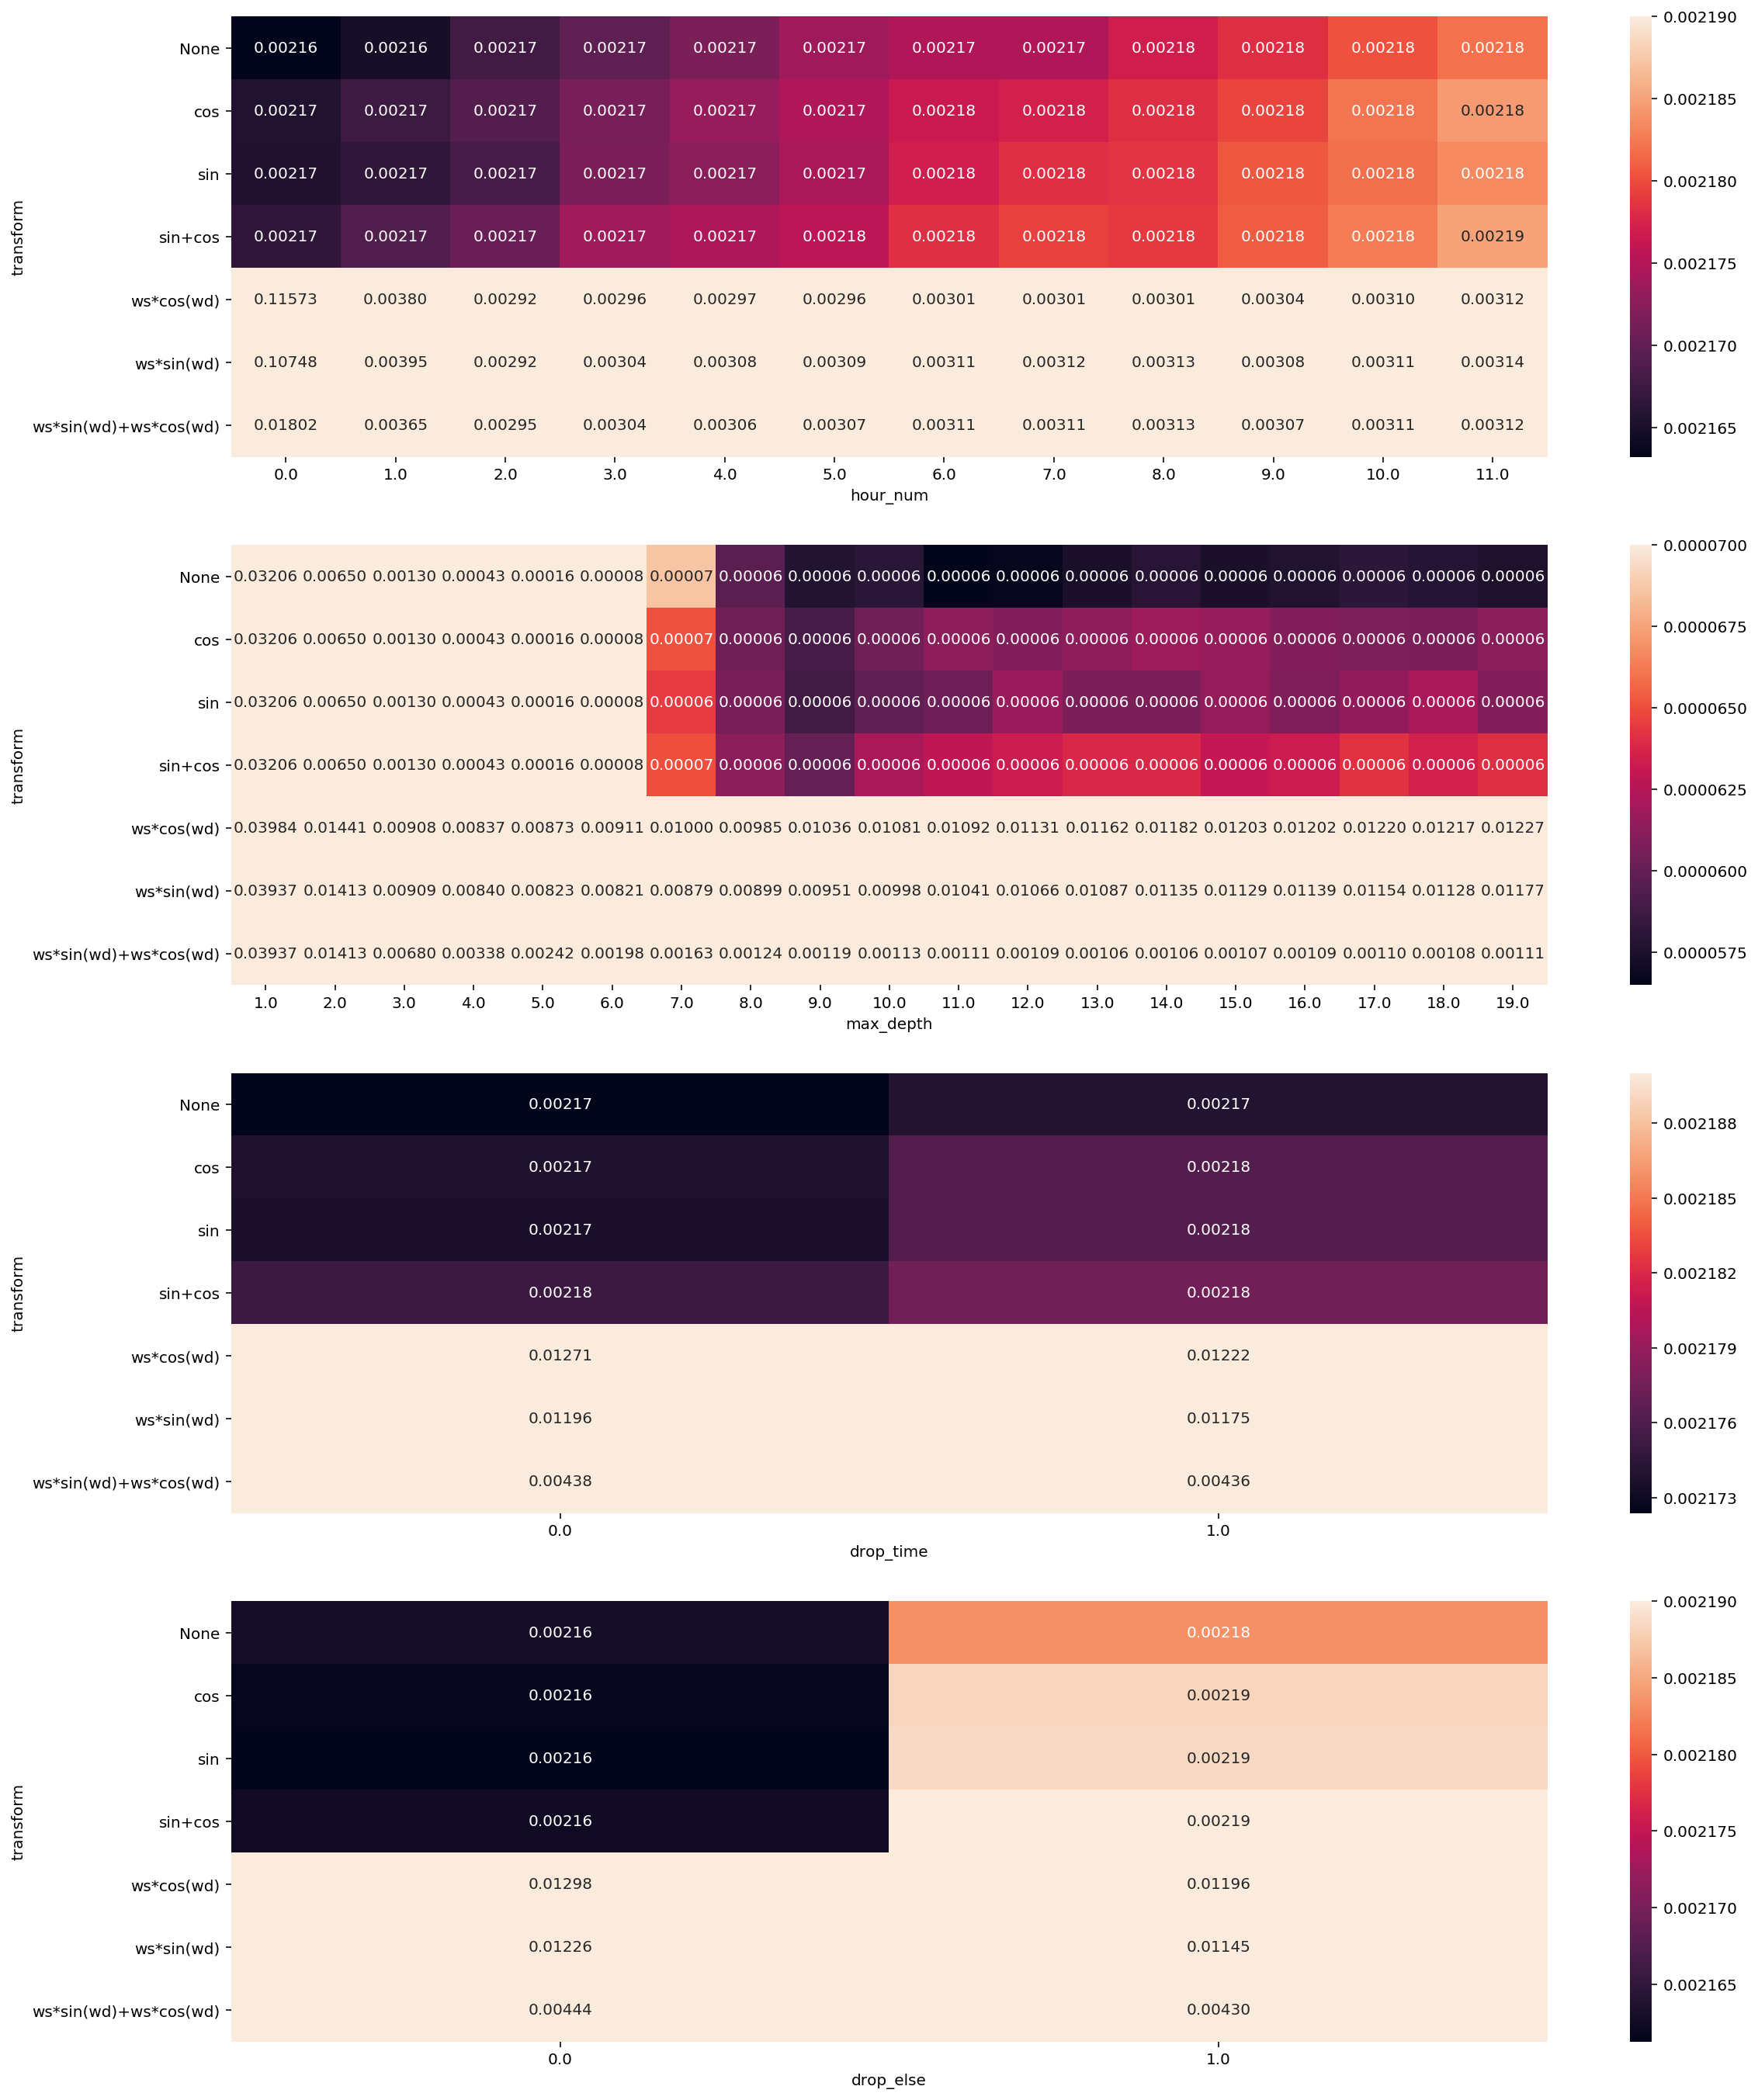 None 0.00216 0.00216 0.00217 0.00217 0.00217 0.00217 0.00217 0.00217 0.00218 0.00218 0.00218 0.00218
cos 0.00217 0.00217 0.00217 0.00217 0.00217 0.00217 0.00218 0.00218 0.00218 0.00218 0.00218 0.00218
sin 0.00217 0.00217 0.00217 0.00217 0.00217 0.00217 0.00218 0.00218 0.00218 0.00218 0.00218 0.00218
sin+cos 0.00217 0.00217 0.00217 0.00217 0.00217 0.00218 0.00218 0.00218 0.00218 0.00218 0.00218 0.00219
ws*cos(wd) 0.11573 0.00380 0.00292 0.00296 0.00297 0.00296 0.00301 0.00301 0.00301 0.00304 0.00310 0.00312
ws*sin(wd) 0.10748 0.00395 0.00292 0.00304 0.00308 0.00309 0.00311 0.00312 0.00313 0.00308 0.00311 0.00314
ws*sin(wd)+ws*cos(wd) 0.01802 0.00365 0.00295 0.00304 0.00306 0.00307 0.00311 0.00311 0.00313 0.00307 0.00311 0.00312
0.0 1.0 2.0 3.0 4.0 5.0 6.0 7.0 8.0 9.0 10.0 11.0
hour_num
transform
0.002190
0.002185
0.002180
0.002175
0.002170
0.002165
None 0.03206 0.00650 0.00130 0.00043 0.00016 0.00008 0.00007 0.00006 0.00006 0.00006 0.00006 0.00006 0.00006 0.00006 0.00006 0.00006 0.00006 0.00006 0.00006
cos 0.03206 0.00650 0.00130 0.00043 0.00016 0.00008 0.00007 0.00006 0.00006 0.00006 0.00006 0.00006 0.00006 0.00006 0.00006 0.00006 0.00006 0.00006 0.00006
sin 0.03206 0.00650 0.00130 0.00043 0.00016 0.00008 0.00006 0.00006 0.00006 0.00006 0.00006 0.00006 0.00006 0.00006 0.00006 0.00006 0.00006 0.00006 0.00006
sin+cos 0.03206 0.00650 0.00130 0.00043 0.00016 0.00008 0.00007 0.00006 0.00006 0.00006 0.00006 0.00006 0.00006 0.00006 0.00006 0.00006 0.00006 0.00006 0.00006
ws*cos(wd) 0.03984 0.01441 0.00908 0.00837 0.00873 0.00911 0.01000 0.00985 0.01036 0.01081 0.01092 0.01131 0.01162 0.01182 0.01203 0.01202 0.01220 0.01217 0.01227
ws*sin(wd) 0.03937 0.01413 0.00909 0.00840 0.00823 0.00821 0.00879 0.00899 0.00951 0.00998 0.01041 0.01066 0.01087 0.01135 0.01129 0.01139 0.01154 0.01128 0.01177
ws*sin(wd)+ws*cos(wd) 0.03937 0.01413 0.00680 0.00338 0.00242 0.00198 0.00163 0.00124 0.00119 0.00113 0.00111 0.00109 0.00106 0.00106 0.00107 0.00109 0.00110 0.00108 0.00111
1.0 2.0 3.0 4.0 5.0 6.0 7.0 8.0 9.0 10.0 11.0 12.0 13.0 14.0 15.0 16.0 17.0 18.0 19.0
max_depth
transform
0.0000700
0.0000675
0.0000650
0.0000625
0.0000600
0.0000575
None 0.00217 0.00217
cos 0.00217 0.00218
sin 0.00217 0.00218
sin+cos 0.00218 0.00218
ws*cos(wd) 0.01271 0.01222
ws*sin(wd) 0.01196 0.01175
ws*sin(wd)+ws*cos(wd) 0.00438 0.00436
0.0 1.0
drop_time
transform
0.002188
0.002185
0.002182
0.002179
0.002176
0.002173
None 0.00216 0.00218
cos 0.00216 0.00219
sin 0.00216 0.00219
sin+cos 0.00216 0.00219
ws*cos(wd) 0.01298 0.01196
ws*sin(wd) 0.01226 0.01145
ws*sin(wd)+ws*cos(wd) 0.00444 0.00430
0.0 1.0
drop_else
transform
0.002190
0.002185
0.002180
0.002175
0.002170
0.002165